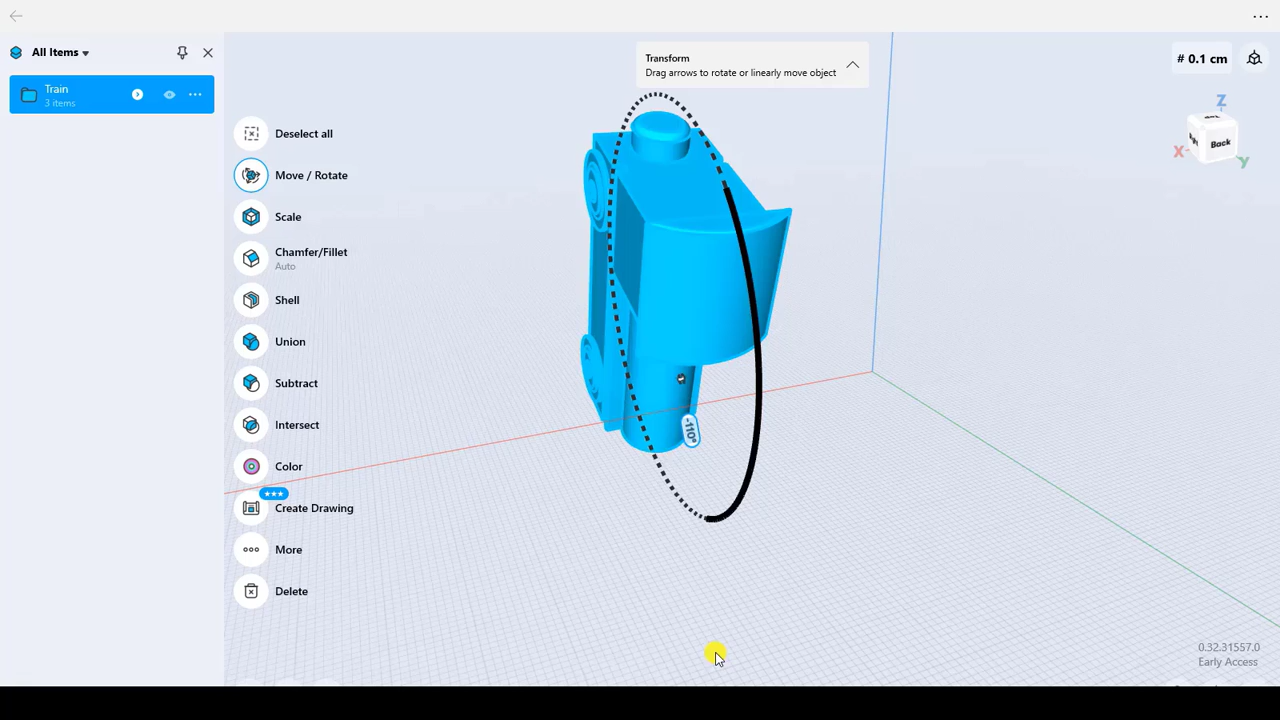 All Items
Train
3 items
Transform
Drag arrows to rotate or linearly move object
# 0.1 cm
Z
Back
X
Y
Deselect all
Move / Rotate
Scale
Chamfer/Fillet
Auto
Shell
Union
Subtract
Intersect
-110°
Color
Create Drawing
More
Delete
0.32.31557.0
Early Access